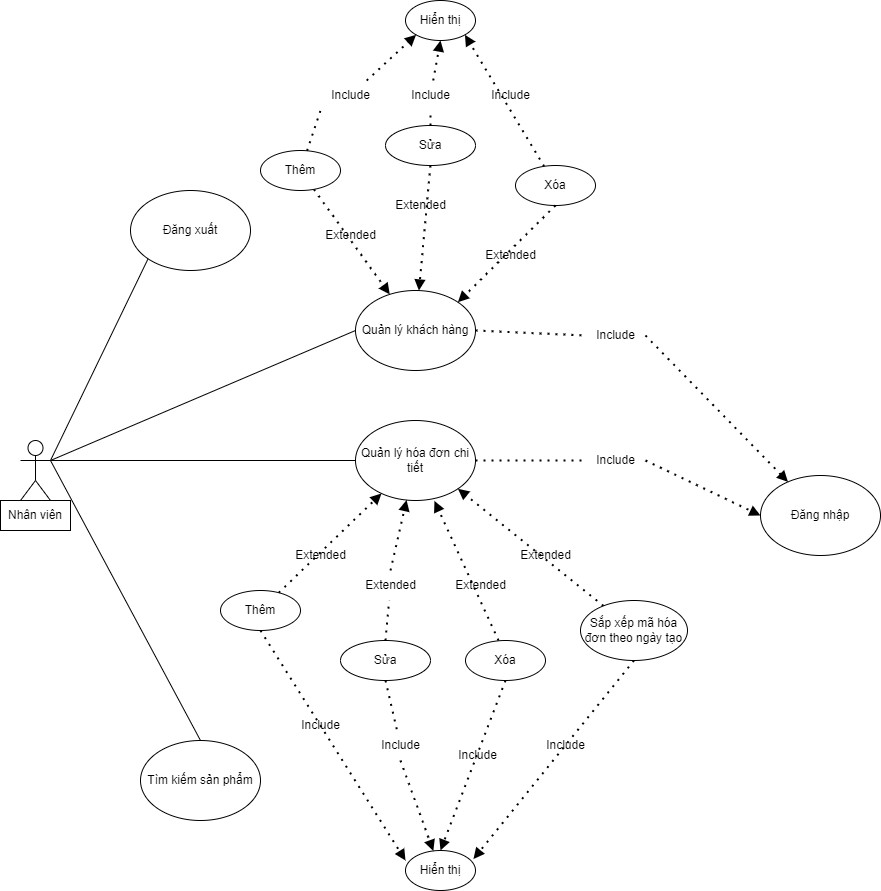 Hiển thị
Include
Include
Include
Sửa
Thêm
Xóa
Extended
Extended
Extended
Đăng xuất
Quản lý khách hàng
Include
Quản lý hóa đơn chi
tiết
Include
Nhân viên
Đăng nhập
Extended
Extended
Extended
Extended
Thêm
Sắp xếp mã hóa
đơn theo ngày tạo
Sửa
Xóa
Include
Include
Include
Include
Tìm kiếm sản phẩm
Hiển thị